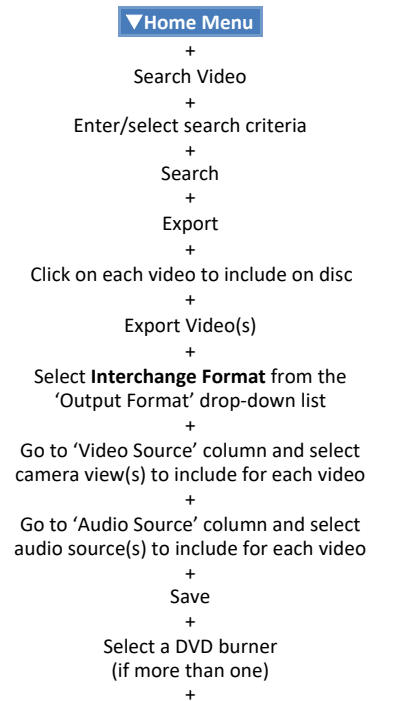 ▼Home Menu
+
Search Video
+
Enter/select search criteria
+
Search
+
Export
+
Click on each video to include on disc
+
Export Video(s)
+
Select Interchange Format from the
‘Output Format’ drop-down list
+
Go to ‘Video Source’ column and select
camera view(s) to include for each video
+
Go to ‘Audio Source’ column and select
audio source(s) to include for each video
+
Save
+
Select a DVD burner
(if more than one)
+